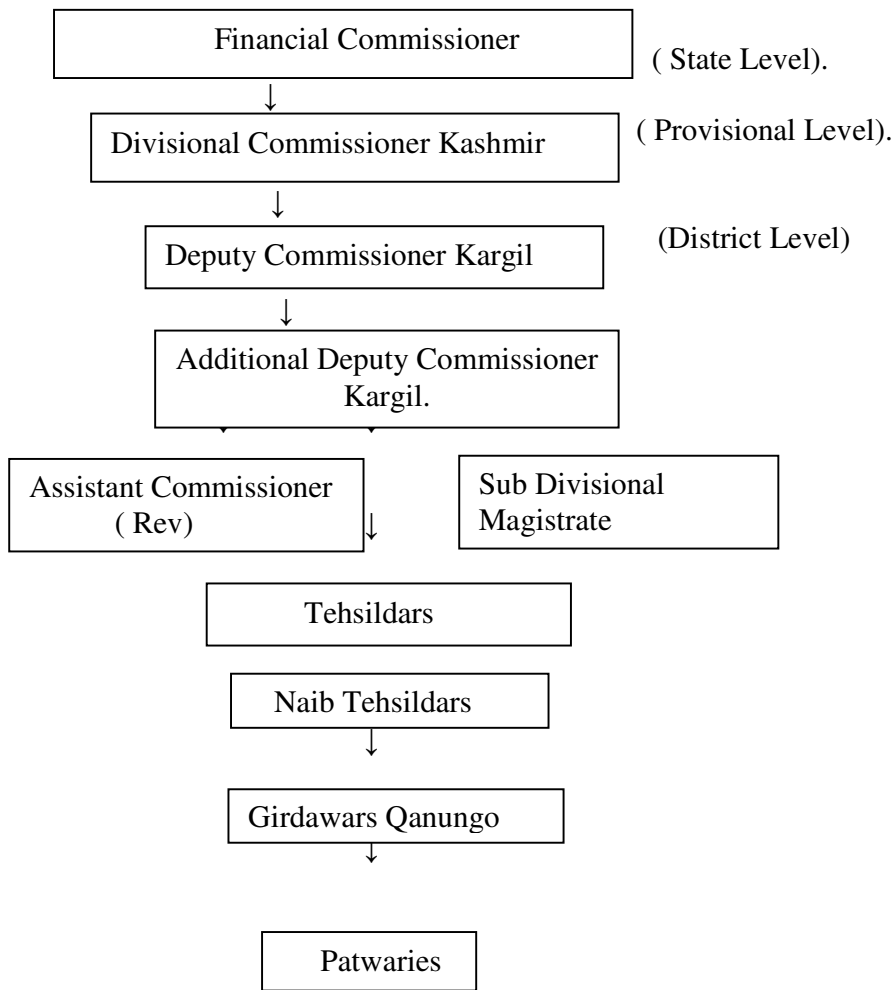 Financial Commissioner
( State Level).
↓
Divisional Commissioner Kashmir
( Provisional Level).
↓
Deputy Commissioner Kargil
(District Level)
↓
Additional Deputy Commissioner
Kargil.
Assistant Commissioner
( Rev)
↓
Sub Divisional
Magistrate
Tehsildars
Naib Tehsildars
↓
Girdawars Qanungo
↓
Patwaries